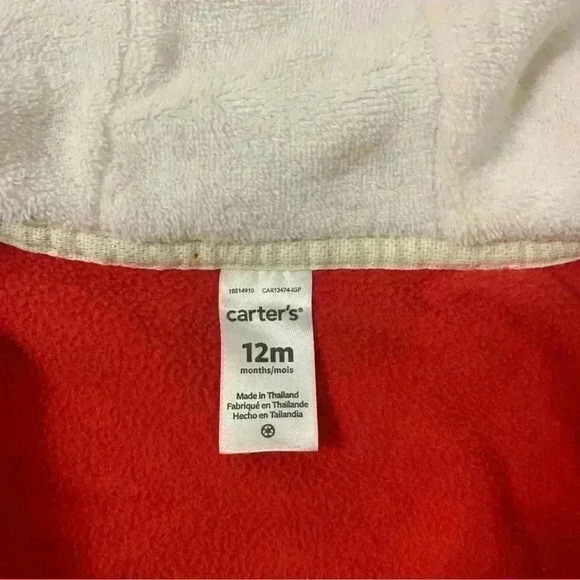 18514910 CAR13474-IGP
carter's®
12m
months/mois
Made in Thailand
Fabriqué en Thaïlande
Hecho en Tailandia